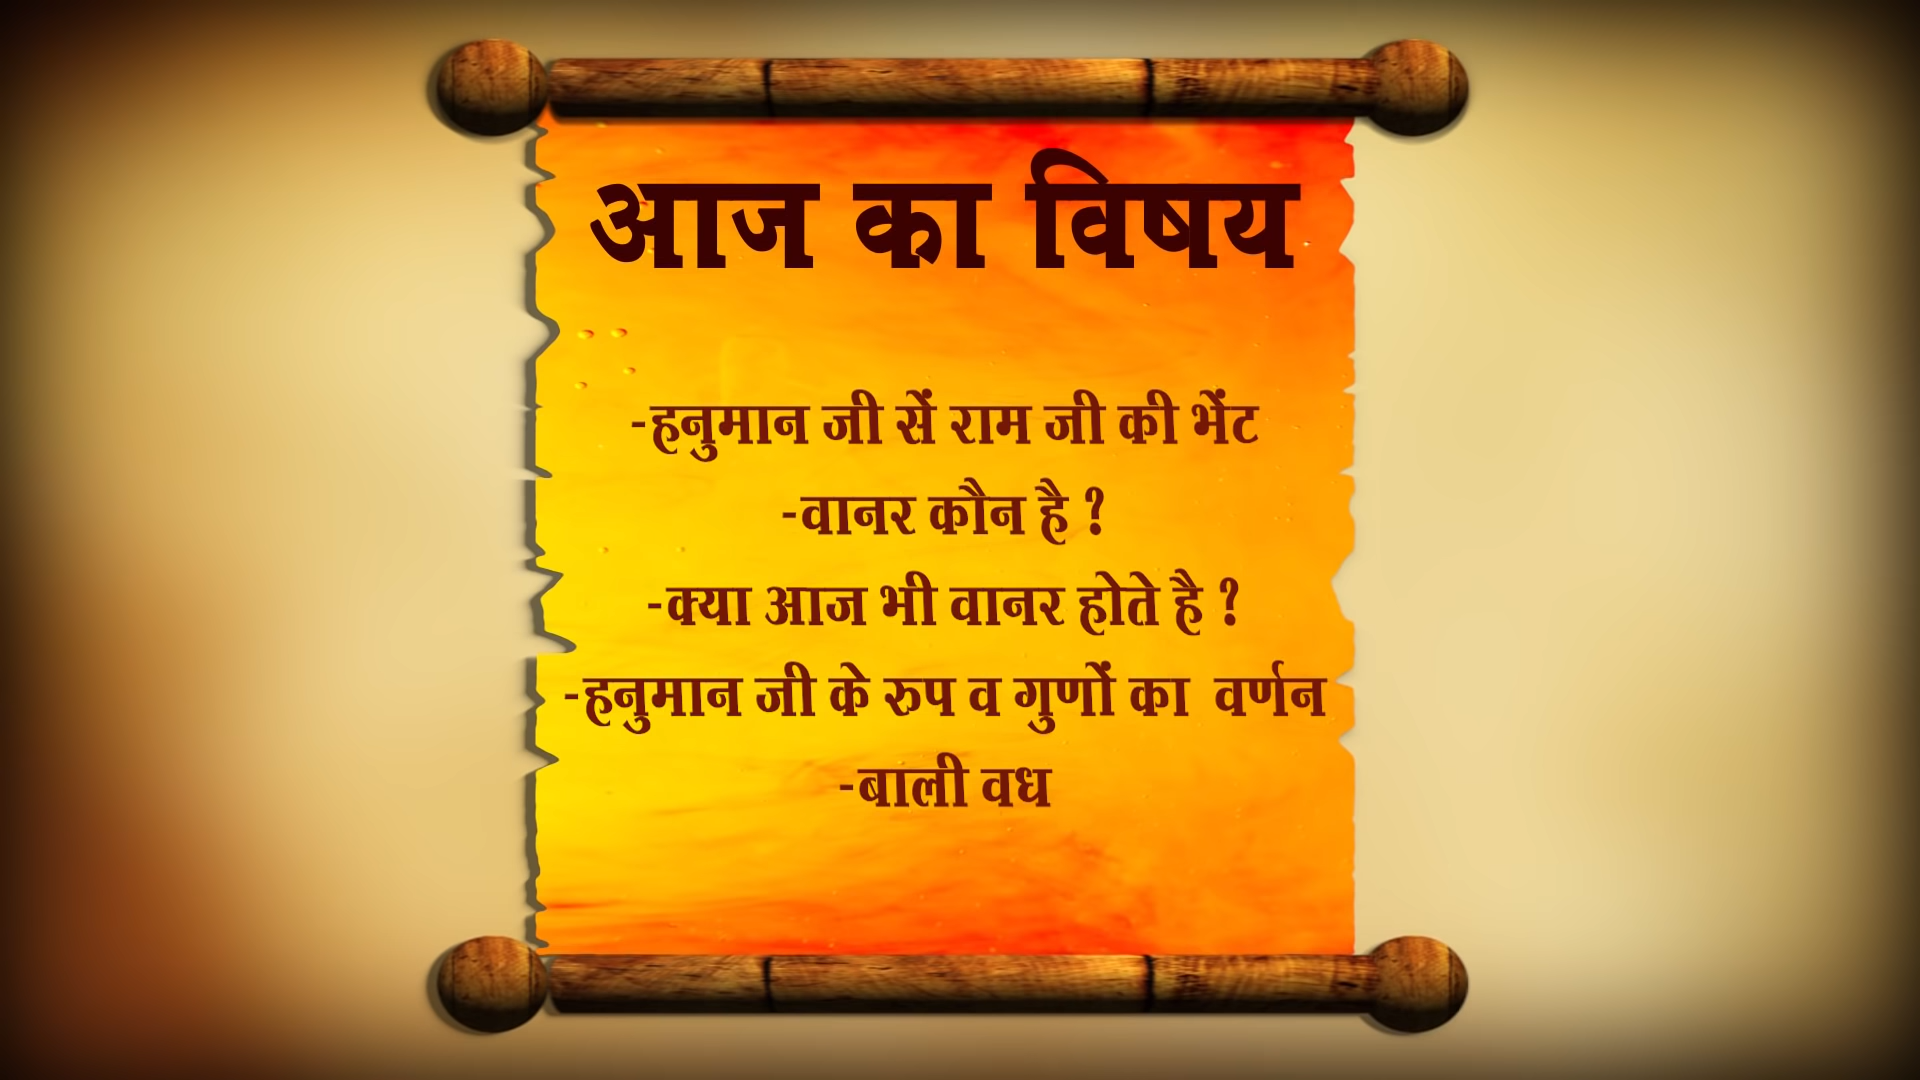 आज का विषय
-हनुमान जी सें राम जी की भेंट
-वानर कौन है ?
-क्या आज भी वानर होते है ?
-हनुमान जी के रुप व गुणों का वर्णन
-बाली वध